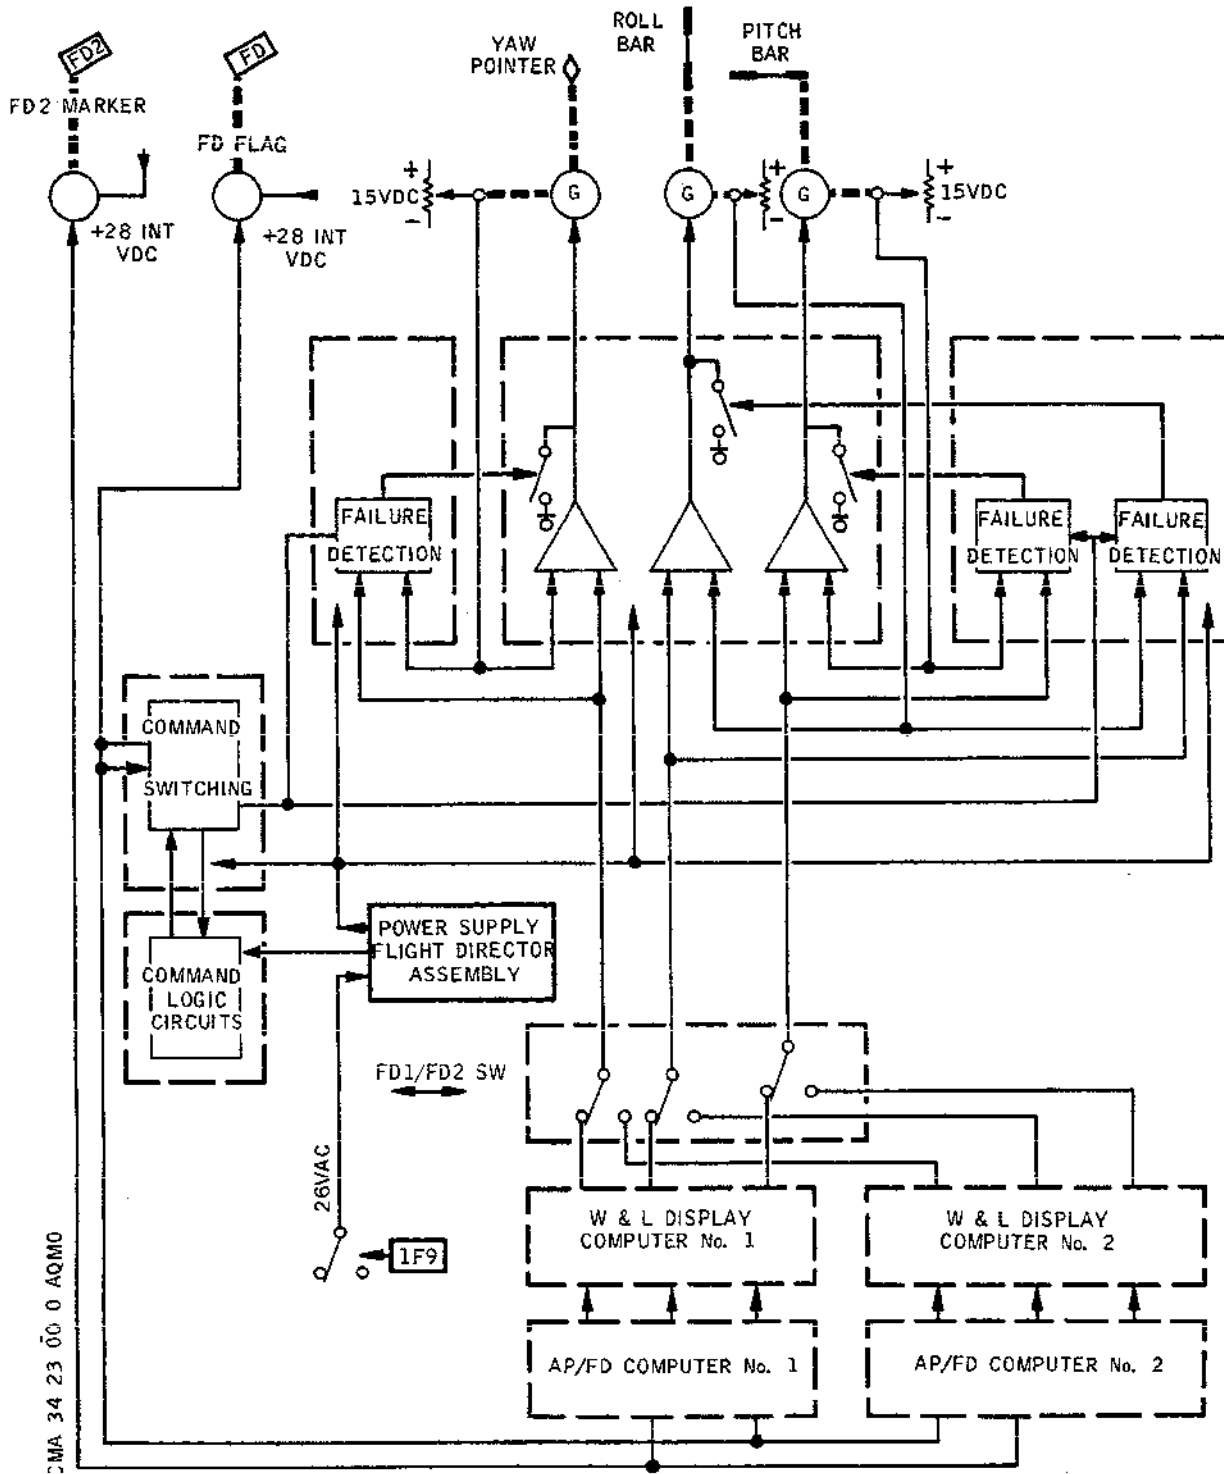 FD2
FD
YAW
POINTER
ROLL
BAR
PITCH
BAR
FD2 MARKER
FD FLAG
+
15VDC
-
G
G
+
-
G
+
15VDC
-
+28 INT
VDC
+28 INT
VDC
FAILURE
DETECTION
FAILURE
DETECTION
FAILURE
DETECTION
COMMAND
SWITCHING
POWER SUPPLY
FLIGHT DIRECTOR
ASSEMBLY
COMMAND
LOGIC
CIRCUITS
FD1/FD2 SW
26VAC
1F9
W & L DISPLAY
COMPUTER No. 1
W & L DISPLAY
COMPUTER No. 2
AP/FD COMPUTER No. 1
AP/FD COMPUTER No. 2
CMA 34 23 00 0 AQM0